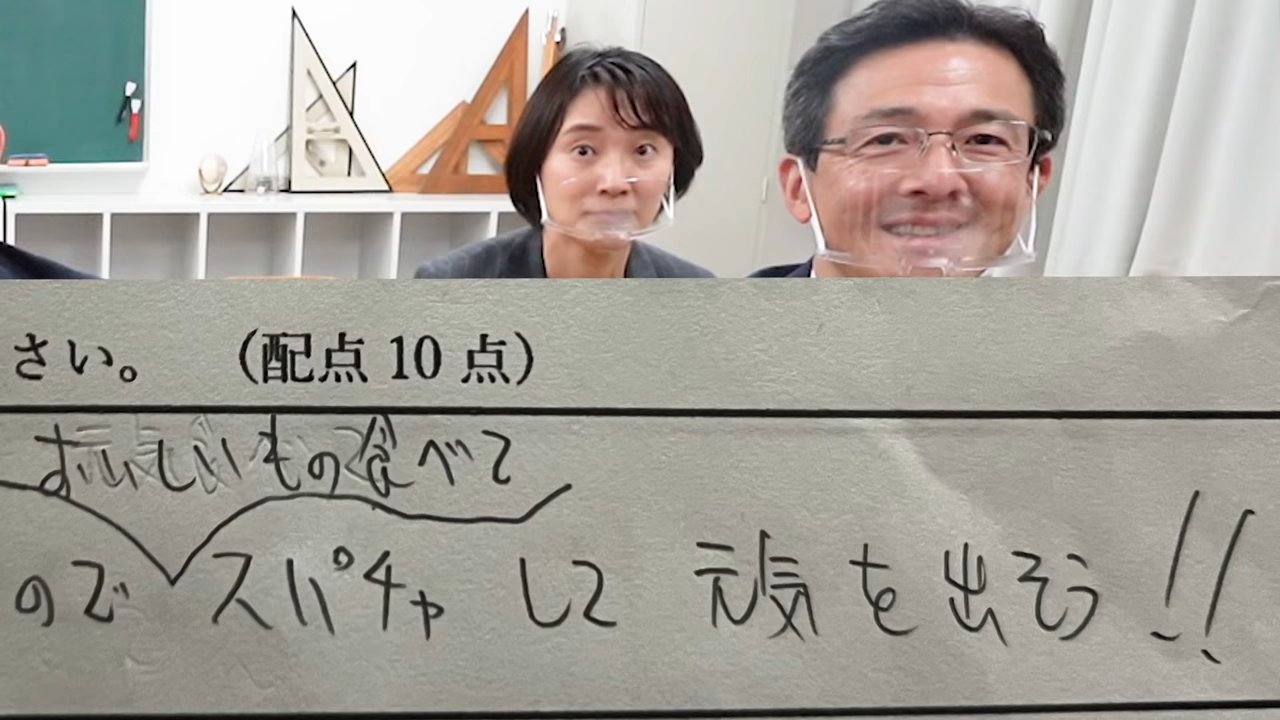 さい。 (配点 10 点)
おいしいもの食べて
のでスパチャして 元気を出そう!!